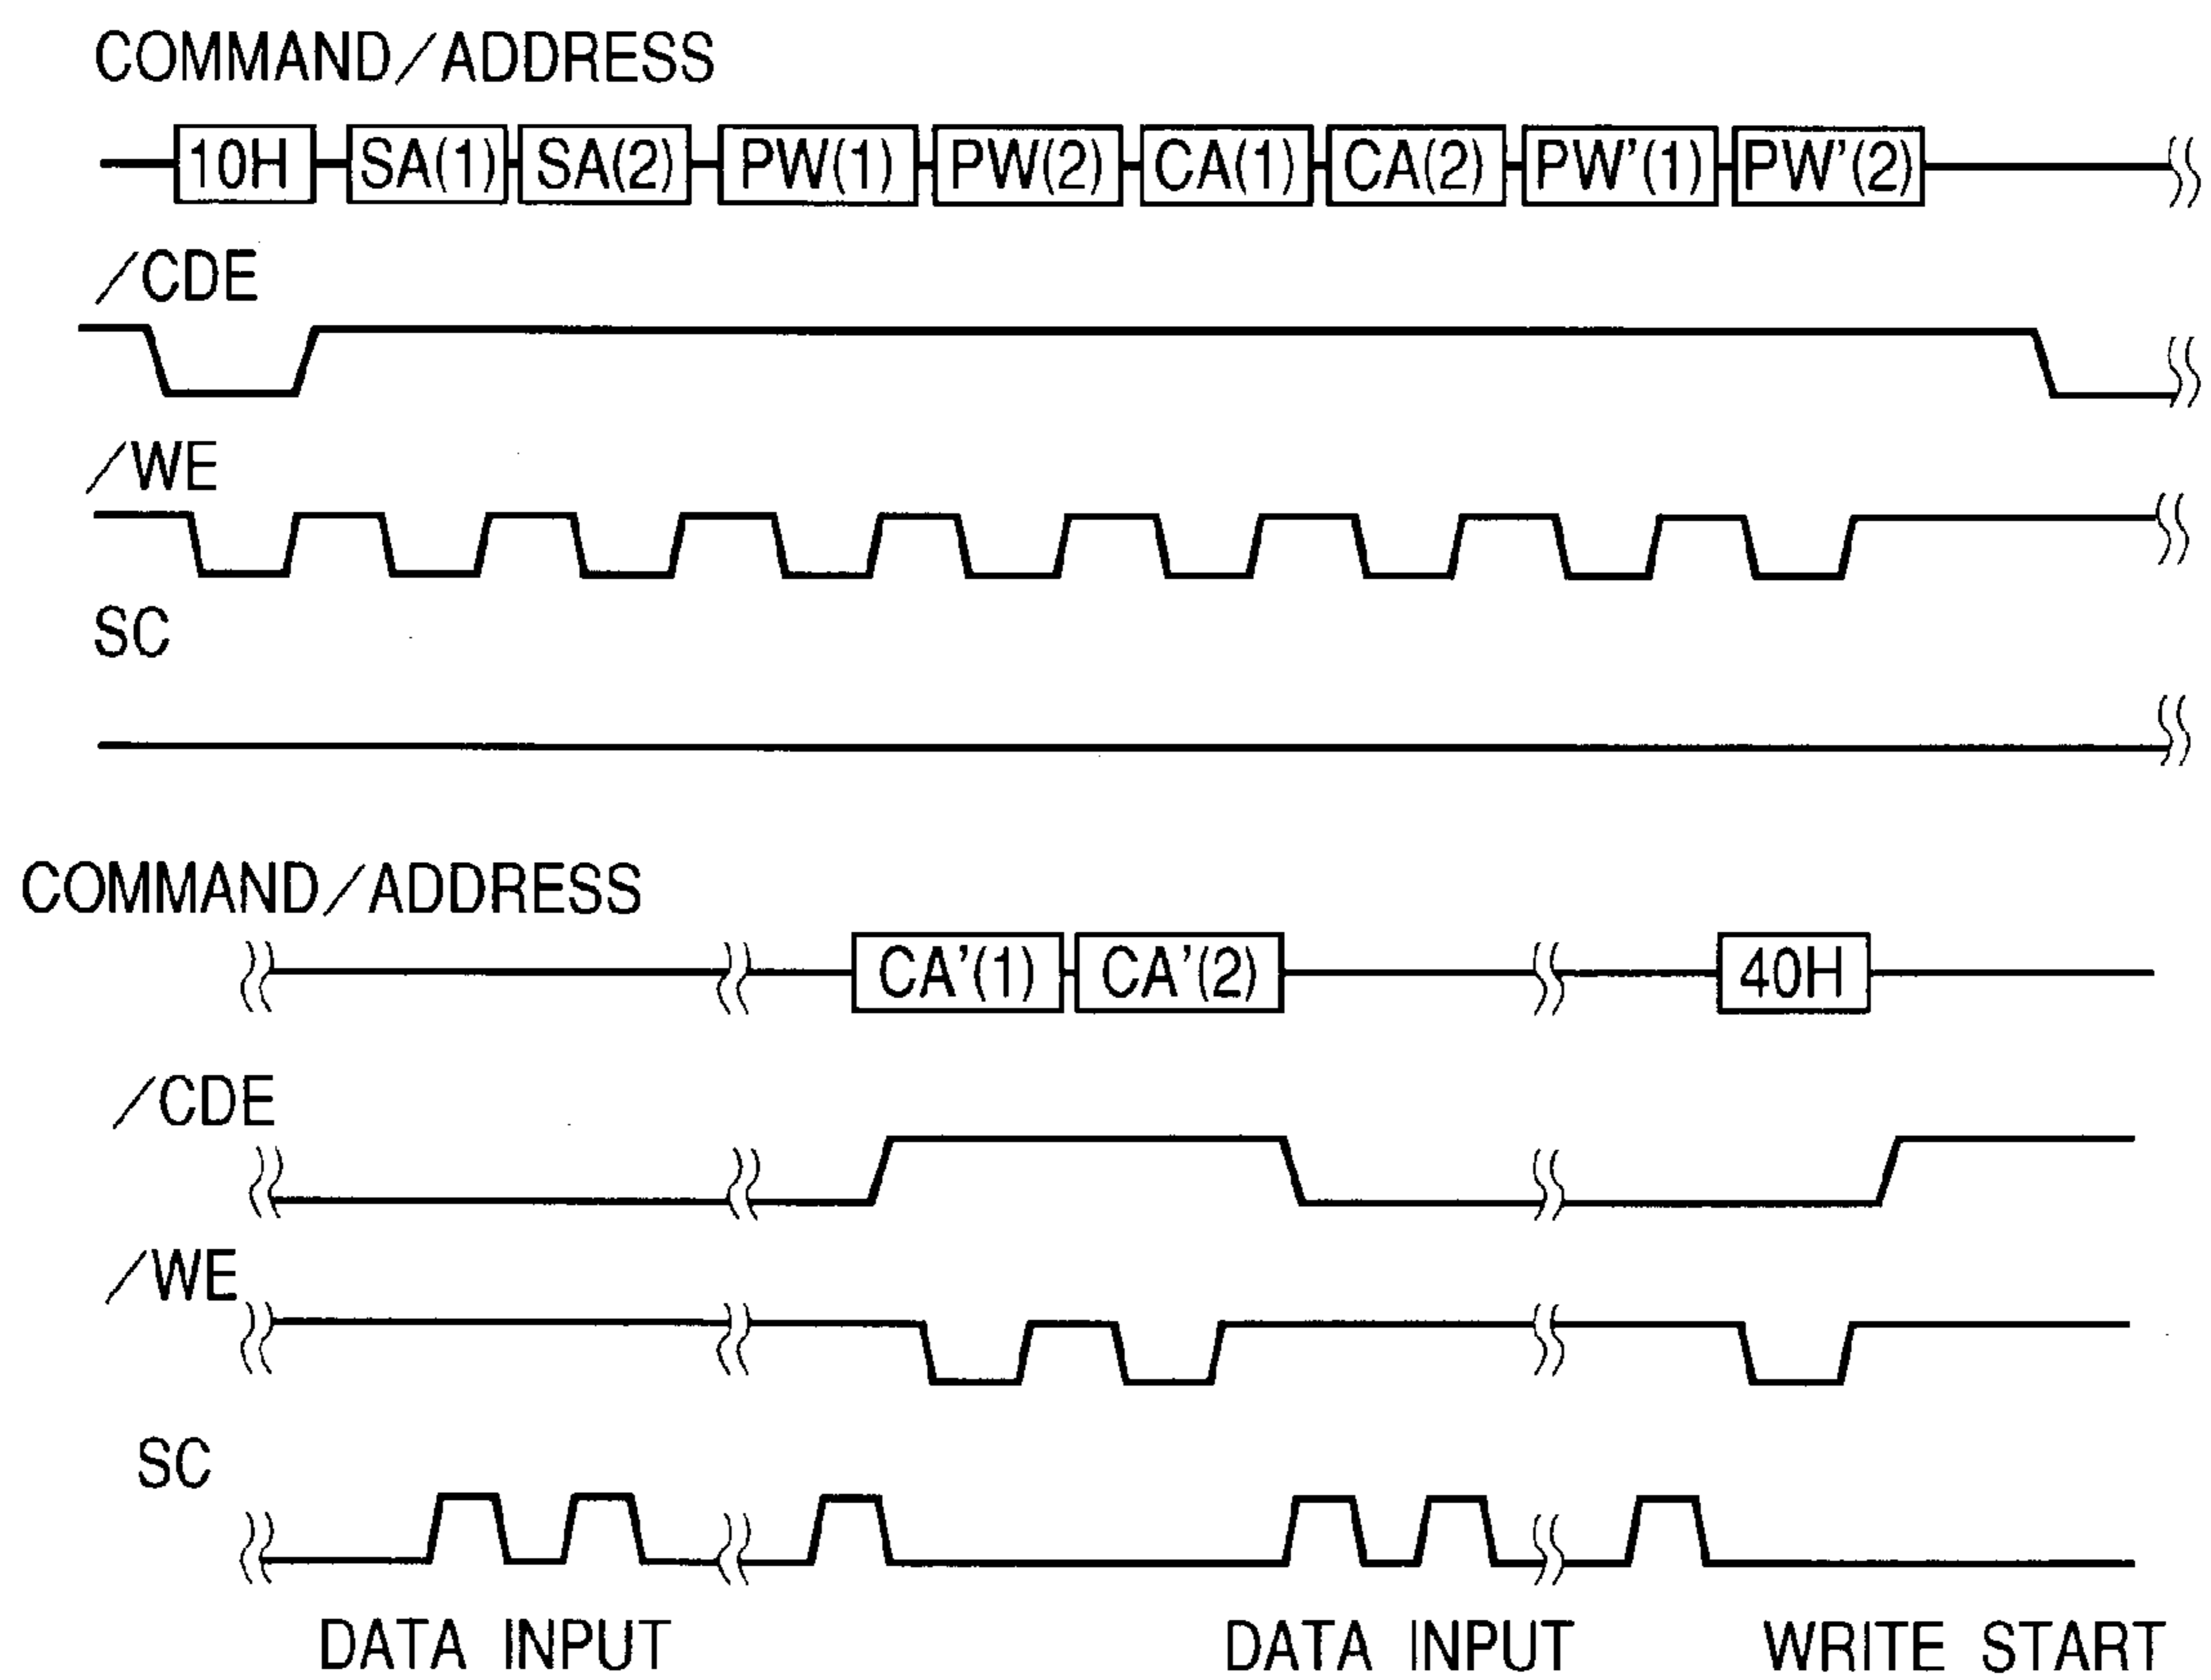 COMMAND/ADDRESS
10H SA(1) SA(2) PW(1) PW(2) CA(1) CA(2) PW'(1) PW'(2)
/CDE
/WE
SC
COMMAND/ADDRESS
CA'(1) CA'(2) 40H
/CDE
/WE
SC
DATA INPUT DATA INPUT WRITE START